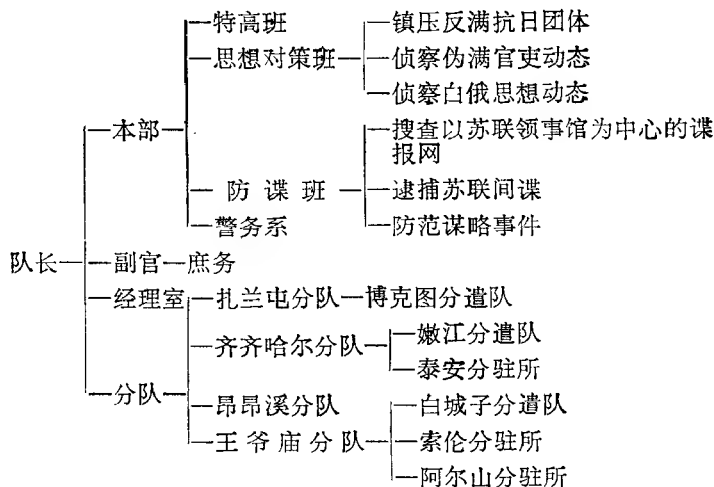 特高班
镇压反满抗日团体
思想对策班
侦察伪满官吏动态
侦察白俄思想动态
本部
搜查以苏联领事馆为中心的谍
报网
防谍班
逮捕苏联间谍
警务系
防范谋略事件
队长
副官
庶务
经理室
扎兰屯分队
博克图分遣队
齐齐哈尔分队
嫩江分遣队
泰安分驻所
分队
昂昂溪分队
白城子分遣队
王爷庙分队
索伦分驻所
阿尔山分驻所